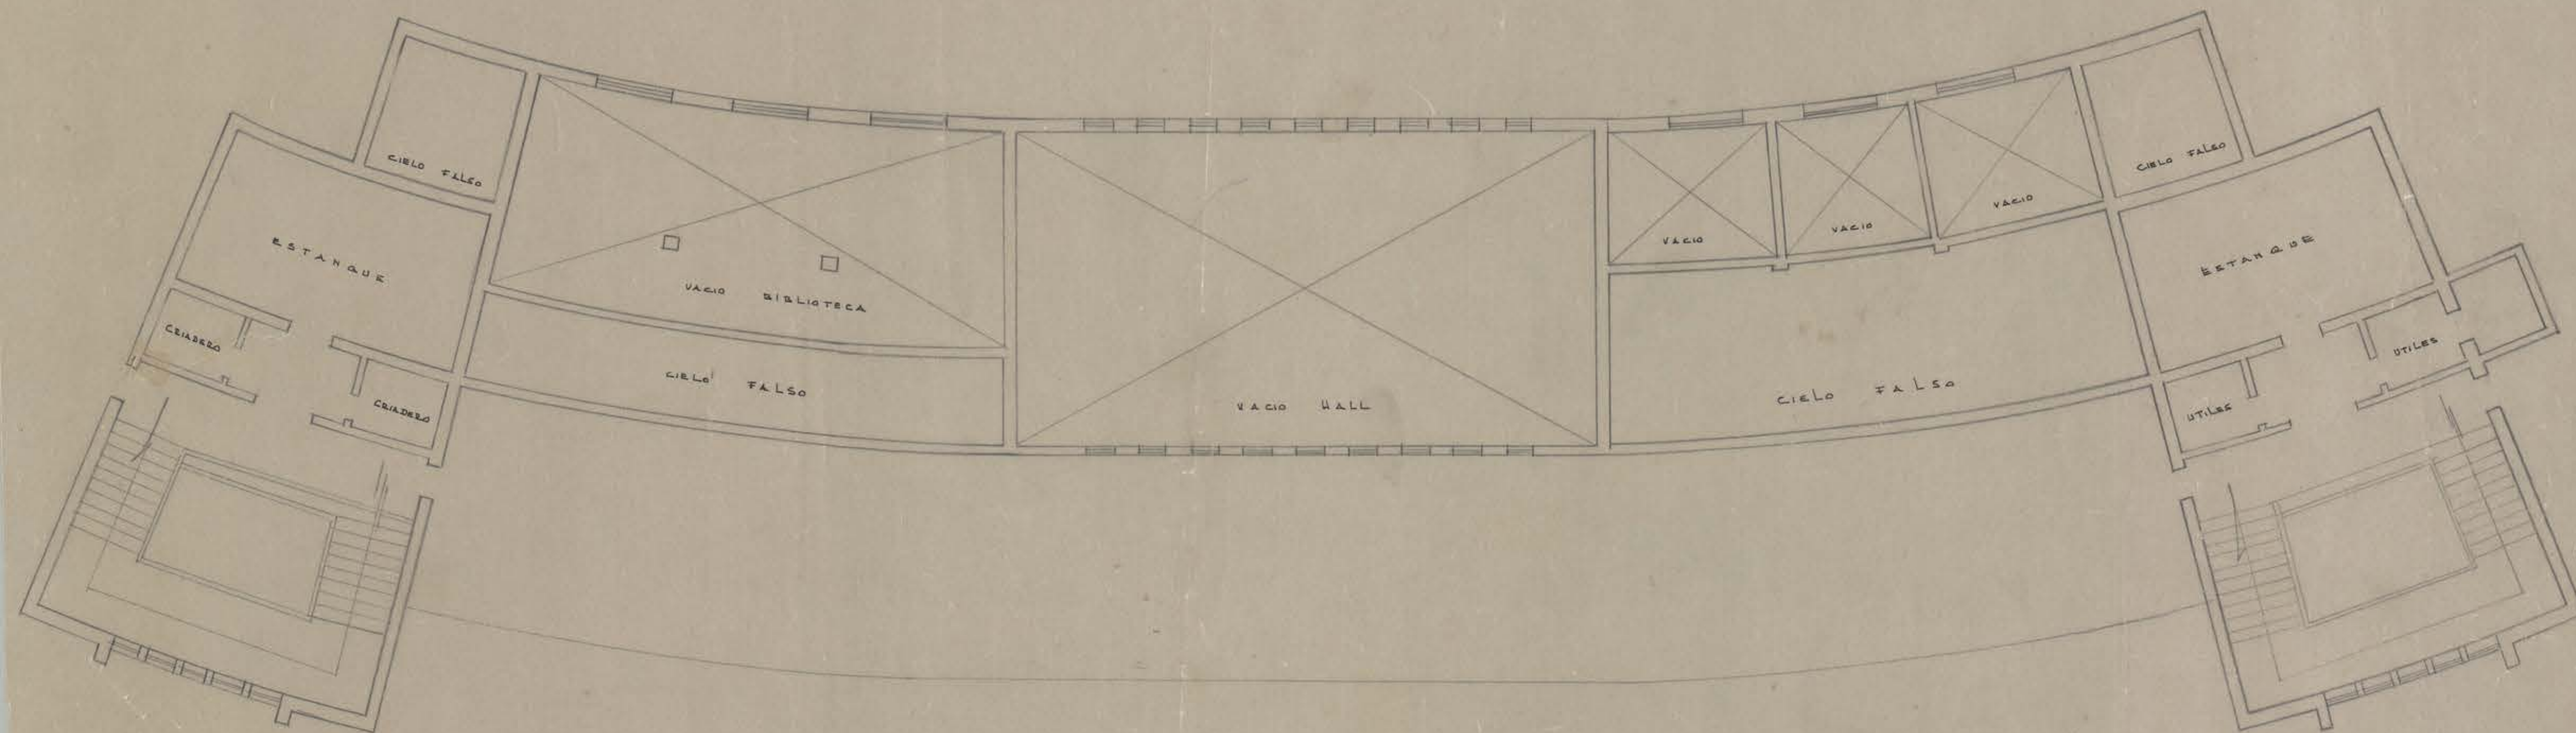 CIELO FALSO
ESTANQUE
CRIADERO
CRIADERO
VACIO BIBLIOTECA
CIELO FALSO
VACIO HALL
VACIO
VACIO
VACIO
CIELO FALSO
CIELO FALSO
ESTANQUE
UTILES
UTILES